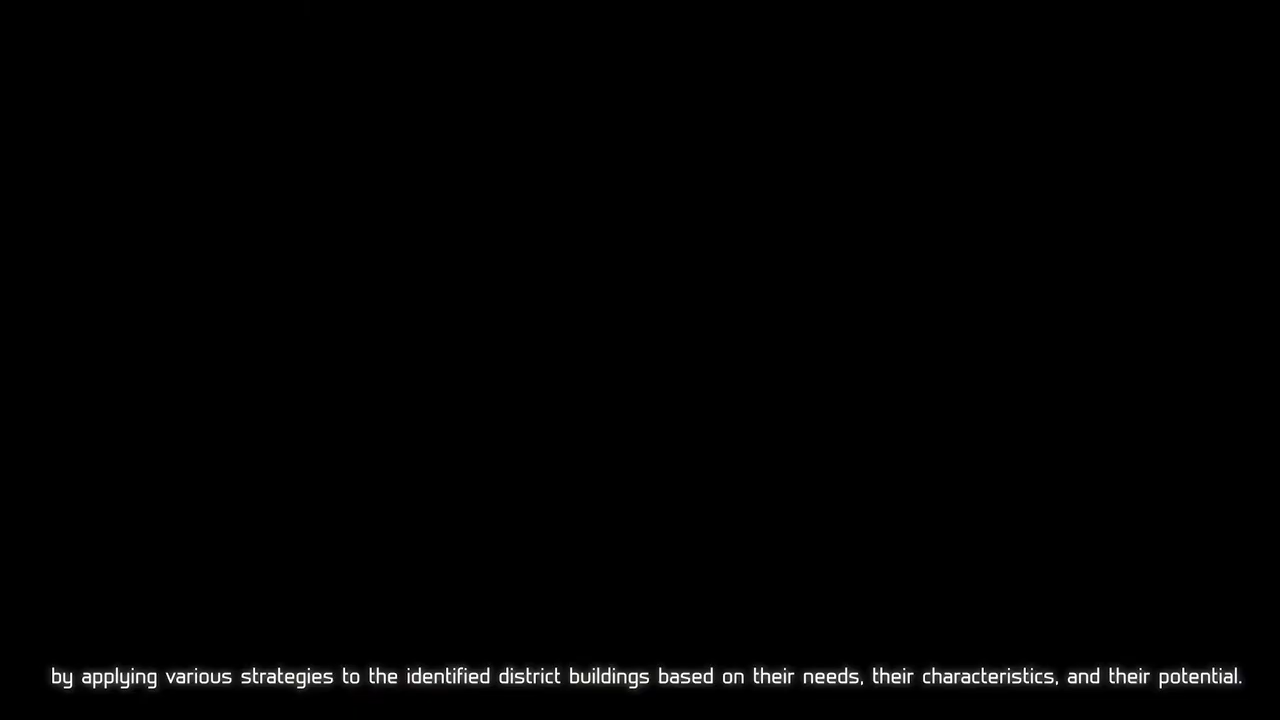 by applying various strategies to the identified district buildings based on their needs, their characteristics, and their potential.